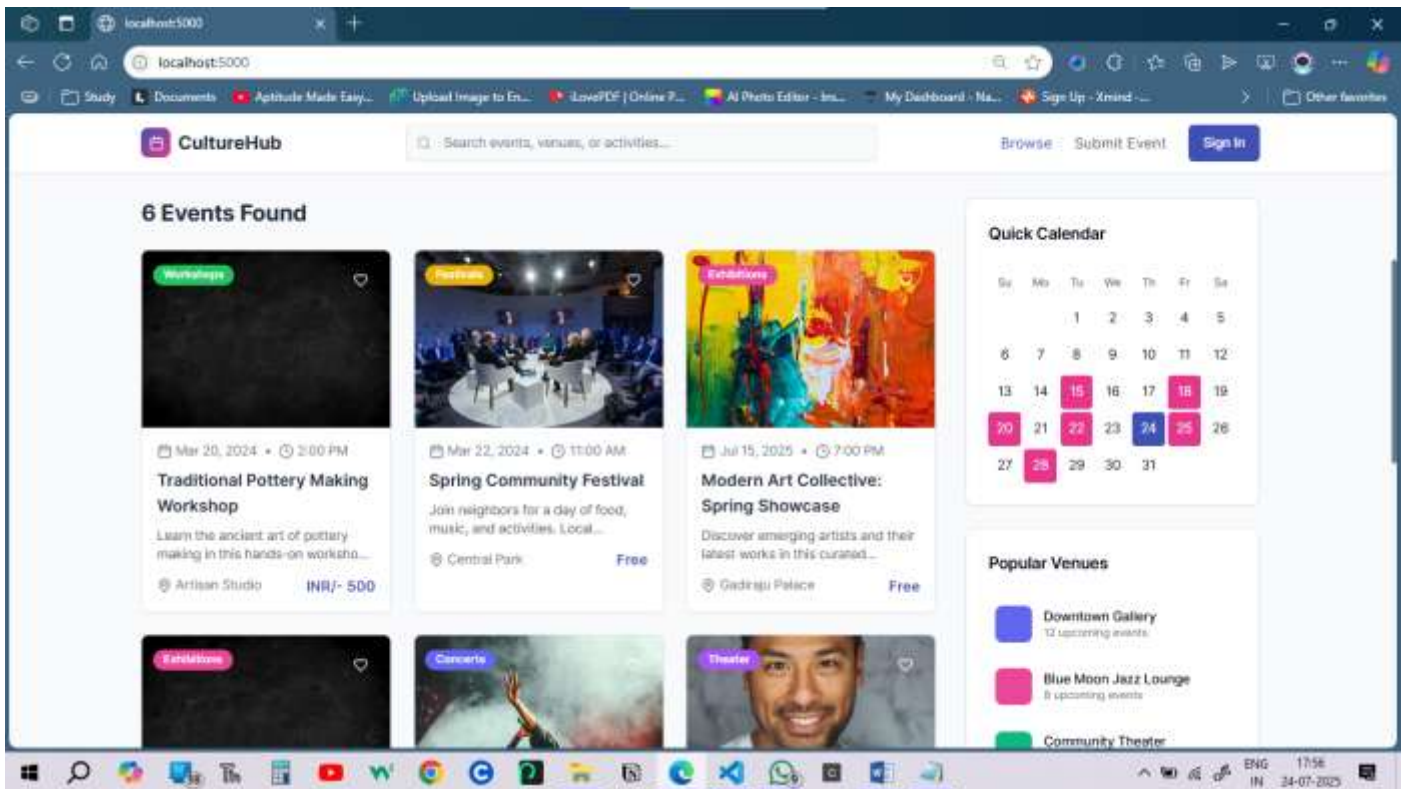 localhost:5000
localhost:5000
Study
Documents
Aptitude Made Easy...
Upload Image to En...
iLovePDF | Online P...
AI Photo Editor - Im...
My Dashboard - Na...
Sign Up - Xmind -...
Other favorites
CultureHub
Search events, venues, or activities...
Browse
Submit Event
Sign In
6 Events Found
Workshops
Mar 20, 2024 • 2:00 PM
Traditional Pottery Making
Workshop
Learn the ancient art of pottery
making in this hands-on worksho...
Artisan Studio
INR/- 500
Festivals
Mar 22, 2024 • 11:00 AM
Spring Community Festival
Join neighbors for a day of food,
music, and activities. Local...
Central Park
Free
Exhibitions
Jul 15, 2025 • 7:00 PM
Modern Art Collective:
Spring Showcase
Discover emerging artists and their
latest works in this curated...
Gadiraju Palace
Free
Exhibitions
Concerts
Theater
Quick Calendar
Su Mo Tu We Th Fr Sa
1 2 3 4 5
6 7 8 9 10 11 12
13 14 15 16 17 18 19
20 21 22 23 24 25 26
27 28 29 30 31
Popular Venues
Downtown Gallery
12 upcoming events
Blue Moon Jazz Lounge
8 upcoming events
Community Theater
ENG
IN
17:56
24-07-2025